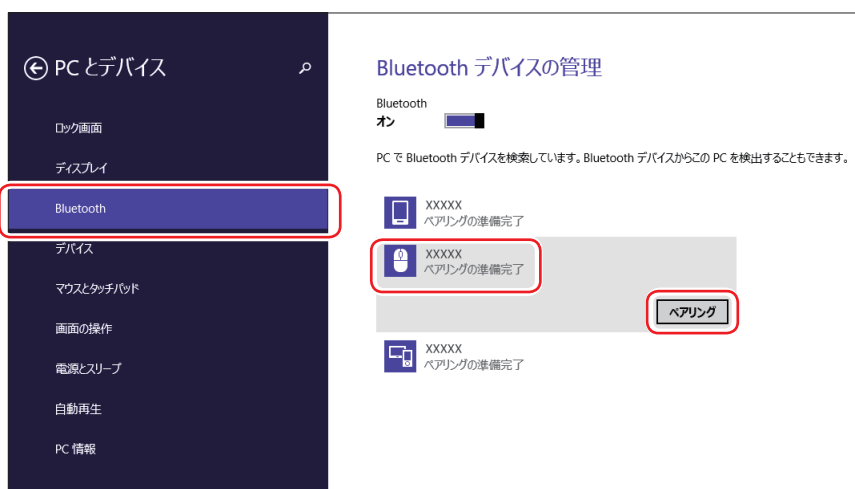 PC とデバイス
ロック画面
ディスプレイ
Bluetooth
デバイス
マウスとタッチパッド
画面の操作
電源とスリープ
自動再生
PC 情報
Bluetooth デバイスの管理
Bluetooth
オン
PC で Bluetooth デバイスを検索しています。Bluetooth デバイスからこの PC を検出することもできます。
XXXXX
ペアリングの準備完了
XXXXX
ペアリングの準備完了
ペアリング
XXXXX
ペアリングの準備完了